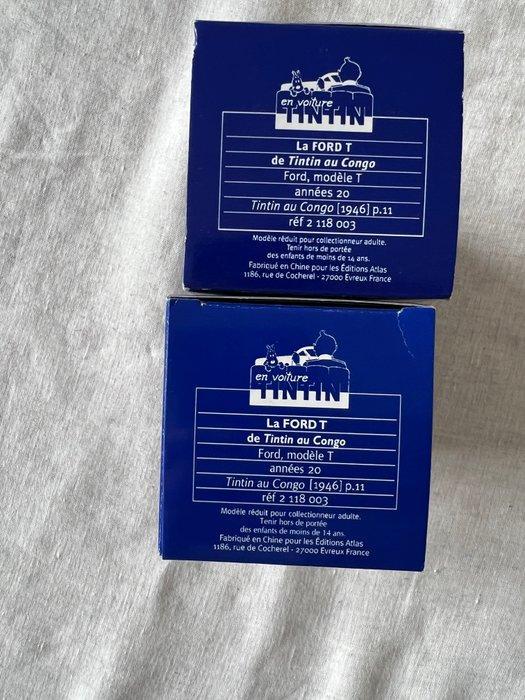 en voiture
TINTIN
La FORD T
de Tintin au Congo
Ford, modèle T
années 20
Tintin au Congo [1946] p.11
réf 2 118 003
Modèle réduit pour collectionneur adulte.
Tenir hors de portée
des enfants de moins de 14 ans.
Fabriqué en Chine pour les Éditions Atlas
1186, rue de Cocherel - 27000 Evreux France
en voiture
TINTIN
La FORD T
de Tintin au Congo
Ford, modèle T
années 20
Tintin au Congo [1946] p.11
réf 2 118 003
Modèle réduit pour collectionneur adulte.
Tenir hors de portée
des enfants de moins de 14 ans.
Fabriqué en Chine pour les Éditions Atlas
1186, rue de Cocherel - 27000 Evreux France